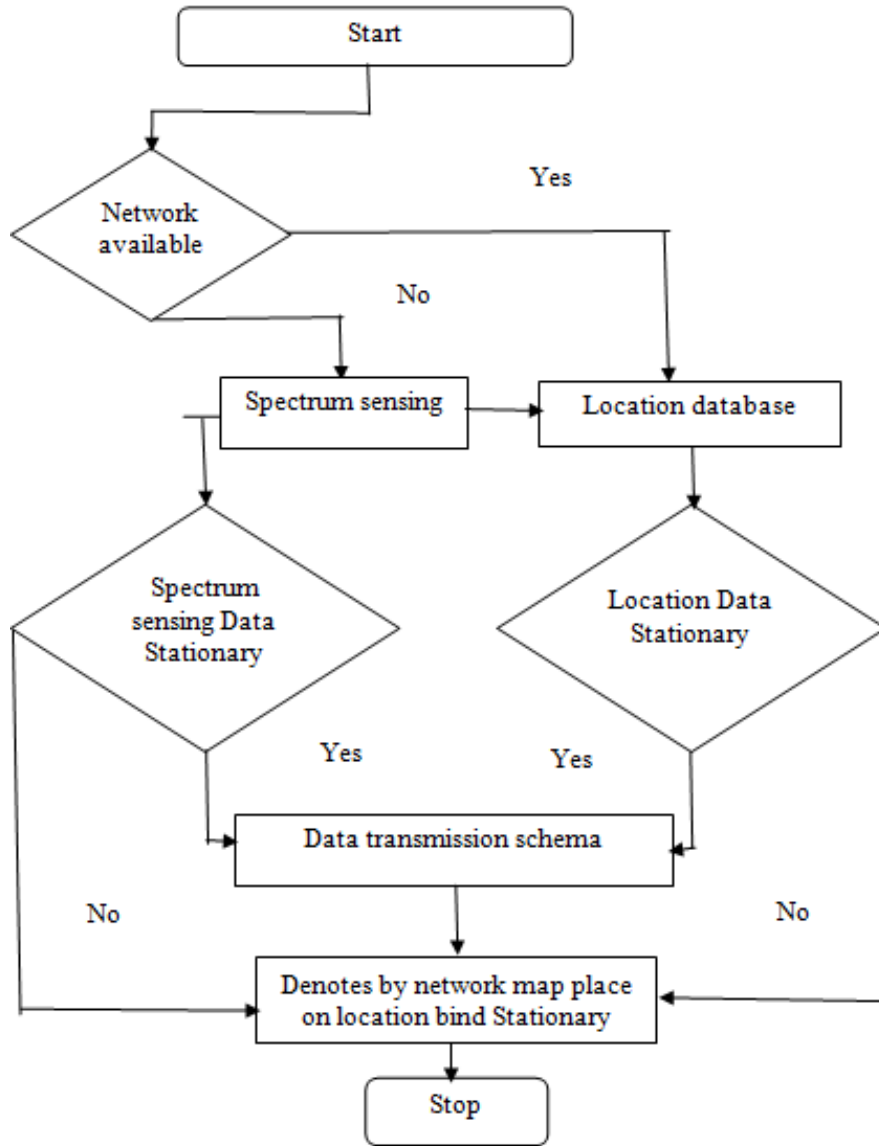 Start
Yes
Network
available
No
Spectrum sensing
Location database
Spectrum
sensing Data
Stationary
Location Data
Stationary
Yes
Yes
Data transmission schema
No
No
Denotes by network map place
on location bind Stationary
Stop